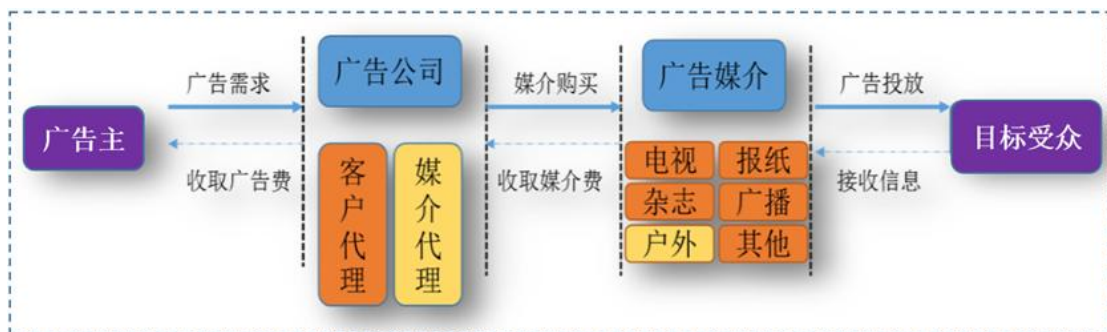 广告主
广告需求
收取广告费
广告公司
客户代理
媒介代理
媒介购买
收取媒介费
广告媒介
电视
报纸
杂志
广播
户外
其他
广告投放
接收信息
目标受众